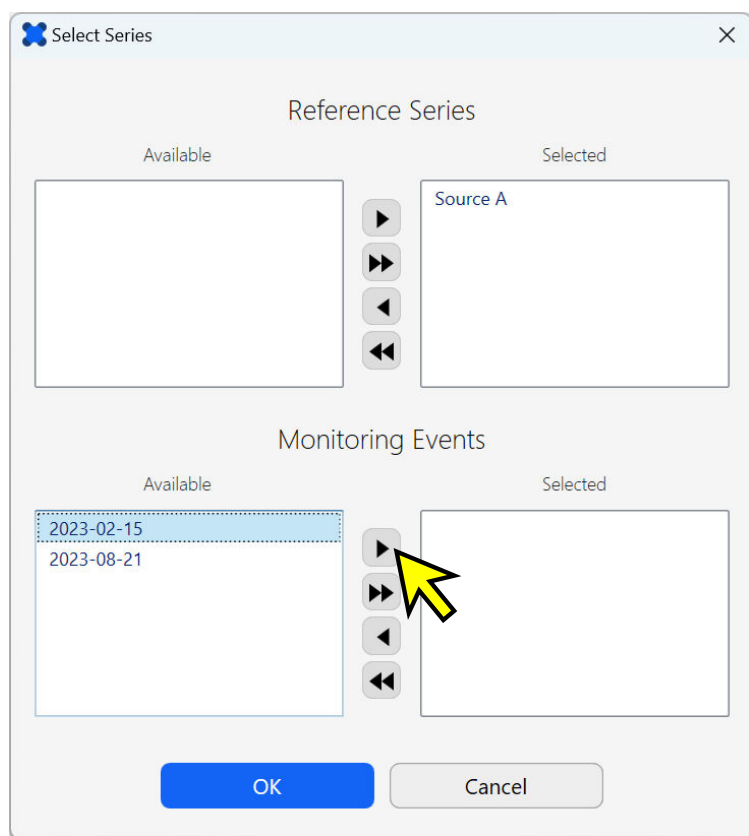 Select Series
Reference Series
Available
Selected
Source A
Monitoring Events
Available
Selected
2023-02-15
2023-08-21
OK
Cancel